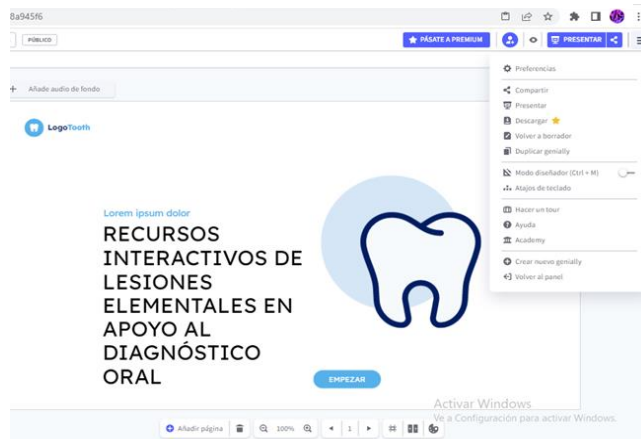 8a945f6
PÚBLICO
PÁSATE A PREMIUM
PRESENTAR
Añade audio de fondo
LogoTooth
Lorem ipsum dolor
RECURSOS
INTERACTIVOS DE
LESIONES
ELEMENTALES EN
APOYO AL
DIAGNÓSTICO
ORAL
EMPEZAR
Preferencias
Compartir
Presentar
Descargar
Volver a borrador
Duplicar genially
Modo diseñador (Ctrl + M)
Atajos de teclado
Hacer un tour
Ayuda
Academy
Crear nuevo genially
Volver al panel
Activar Windows
Ve a Configuración para activar Windows.
Añadir página
100%
1